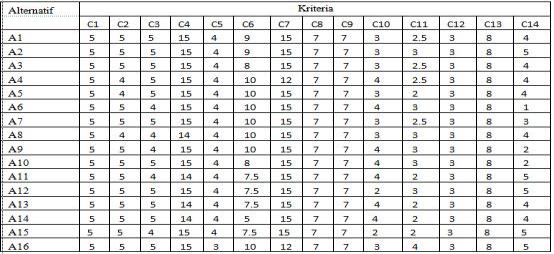 Alternatif Kriteria
C1 C2 C3 C4 C5 C6 C7 C8 C9 C10 C11 C12 C13 C14
A1 5 5 5 15 4 9 15 7 7 3 2.5 3 8 4
A2 5 5 5 15 4 9 15 7 7 3 3 3 8 5
A3 5 5 5 15 4 8 15 7 7 3 2.5 3 8 4
A4 5 4 5 15 4 10 12 7 7 4 2.5 3 8 4
A5 5 4 5 15 4 10 15 7 7 3 2 3 8 4
A6 5 5 4 15 4 10 15 7 7 4 3 3 8 1
A7 5 5 5 15 4 10 15 7 7 3 2.5 3 8 3
A8 5 4 4 14 4 10 15 7 7 3 3 3 8 4
A9 5 5 4 15 4 10 15 7 7 4 3 3 8 2
A10 5 5 5 15 4 8 15 7 7 4 3 3 8 2
A11 5 5 5 14 4 7.5 15 7 7 4 3 3 8 4
A12 5 5 5 14 4 7.5 15 7 7 2 3 3 8 5
A13 5 5 4 14 4 7.5 15 7 7 4 2 3 8 4
A14 5 5 5 14 4 5 15 7 7 4 2 3 8 4
A15 5 5 4 15 4 7.5 15 7 7 2 2 3 8 5
A16 5 5 5 15 3 10 12 7 7 3 4 3 8 5